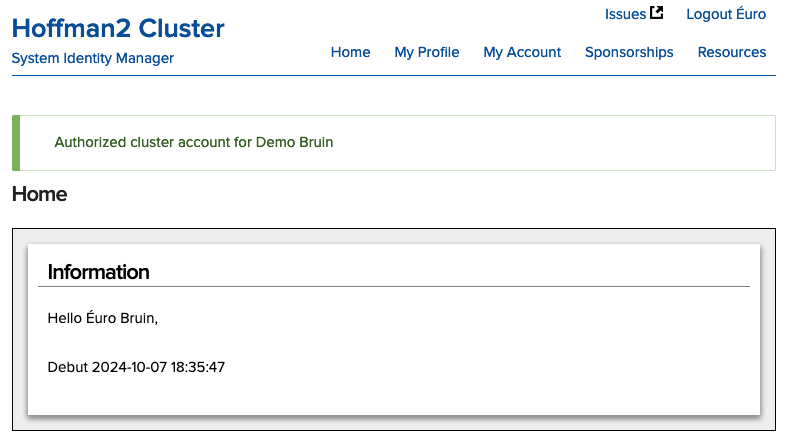 Issues Logout Éuro
Hoffman2 Cluster
System Identity Manager
Home My Profile My Account Sponsorships Resources
Authorized cluster account for Demo Bruin
Home
Information
Hello Éuro Bruin,
Debut 2024-10-07 18:35:47